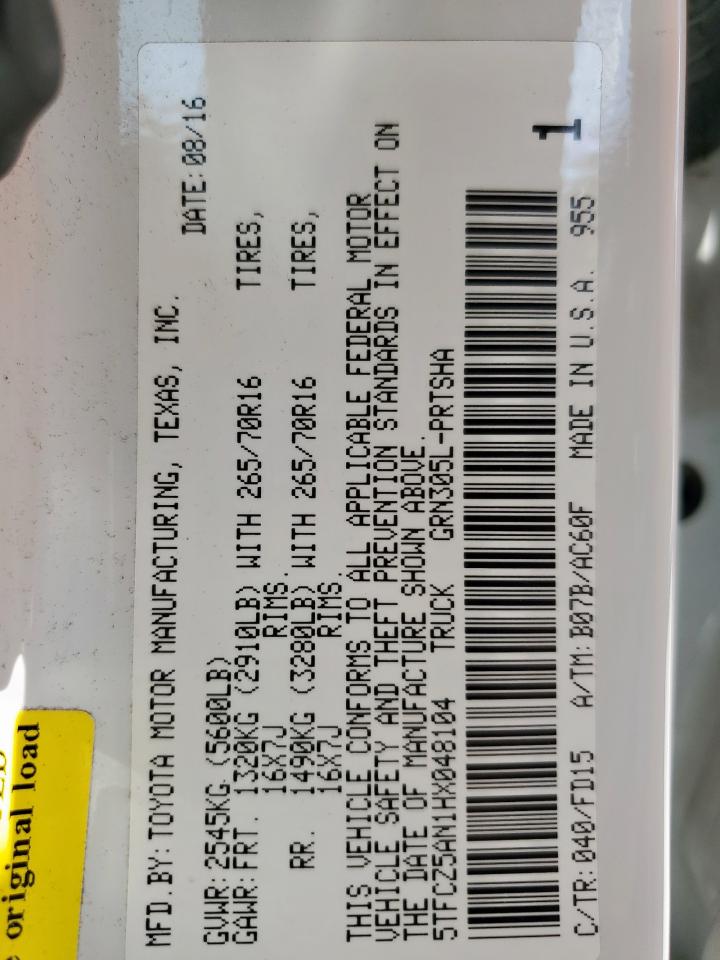 MFD.BY:TOYOTA MOTOR MANUFACTURING, TEXAS, INC.
DATE:08/16
GVWR:2545KG (5600LB)
GAWR:FRT. 1320KG (2910LB) WITH 265/70R16 TIRES,
16X7J RIMS.
RR. 1490KG (3280LB) WITH 265/70R16 TIRES,
16X7J RIMS.
THIS VEHICLE CONFORMS TO ALL APPLICABLE FEDERAL MOTOR
VEHICLE SAFETY AND THEFT PREVENTION STANDARDS IN EFFECT ON
THE DATE OF MANUFACTURE SHOWN ABOVE.
5TFCZ5AN1HX048104 TRUCK GRN305L-PRTSHA
1
C/TR:040/FD15 A/TM:B07B/AC60F MADE IN U.S.A. 955
original load